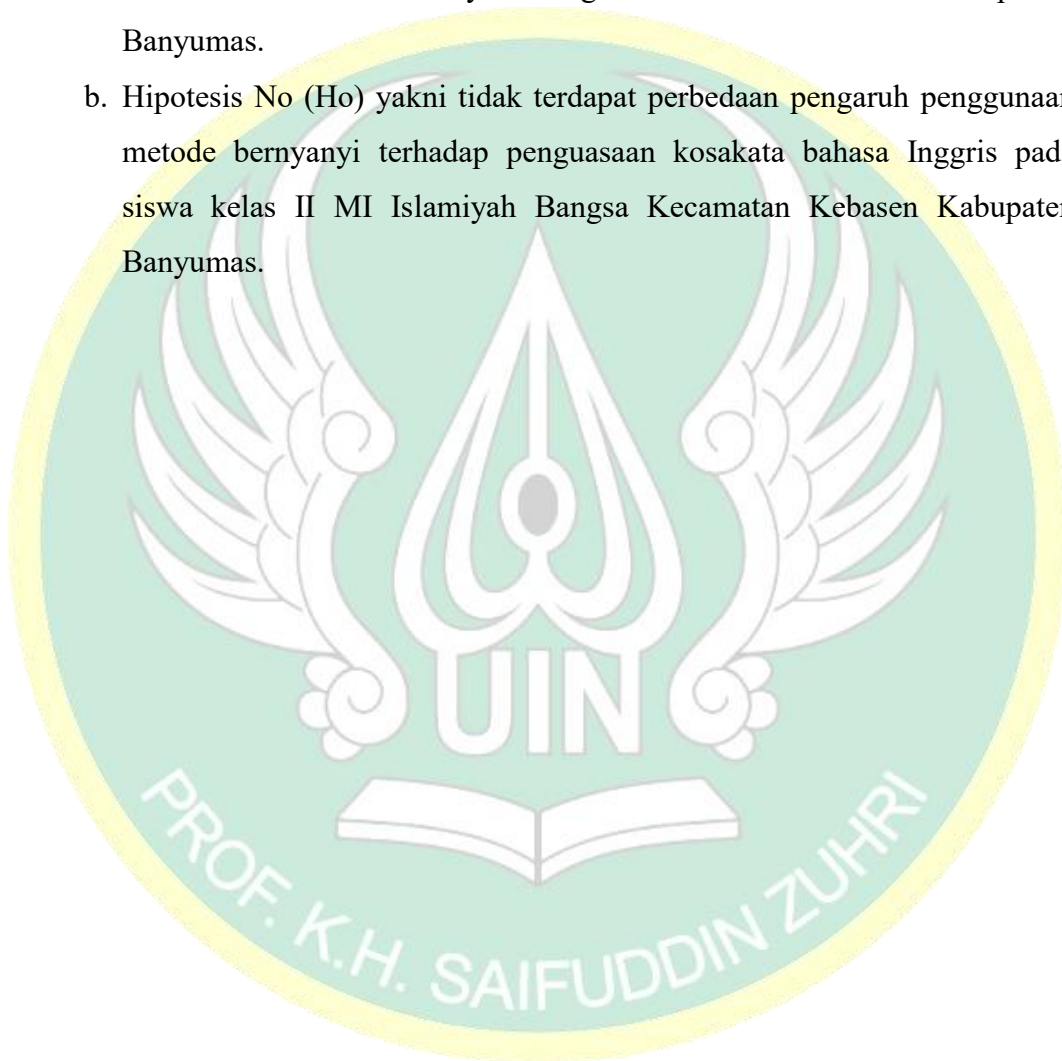 Banyumas.
b. Hipotesis No (Ho) yakni tidak terdapat perbedaan pengaruh penggunaan
metode bernyanyi terhadap penguasaan kosakata bahasa Inggris pad
siswa kelas II MI Islamiyah Bangsa Kecamatan Kebasen Kabupaten
Banyumas.
UIN
PROF. K.H. SAIFUDDIN ZUHRI